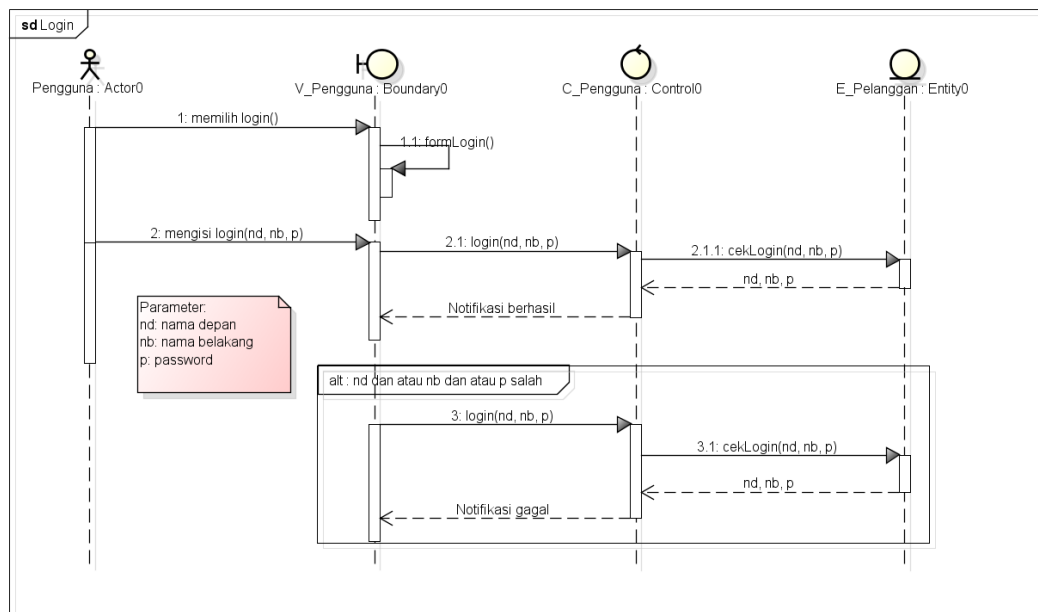 sd Login
Pengguna : Actor0
V_Pengguna : Boundary0
C_Pengguna : Control0
E_Pelanggan : Entity0
1: memilih login()
1.1: formLogin()
2: mengisi login(nd, nb, p)
2.1: login(nd, nb, p)
2.1.1: cekLogin(nd, nb, p)
nd, nb, p
Notifikasi berhasil
Parameter:
nd: nama depan
nb: nama belakang
p: password
alt : nd dan atau nb dan atau p salah
3: login(nd, nb, p)
3.1: cekLogin(nd, nb, p)
nd, nb, p
Notifikasi gagal